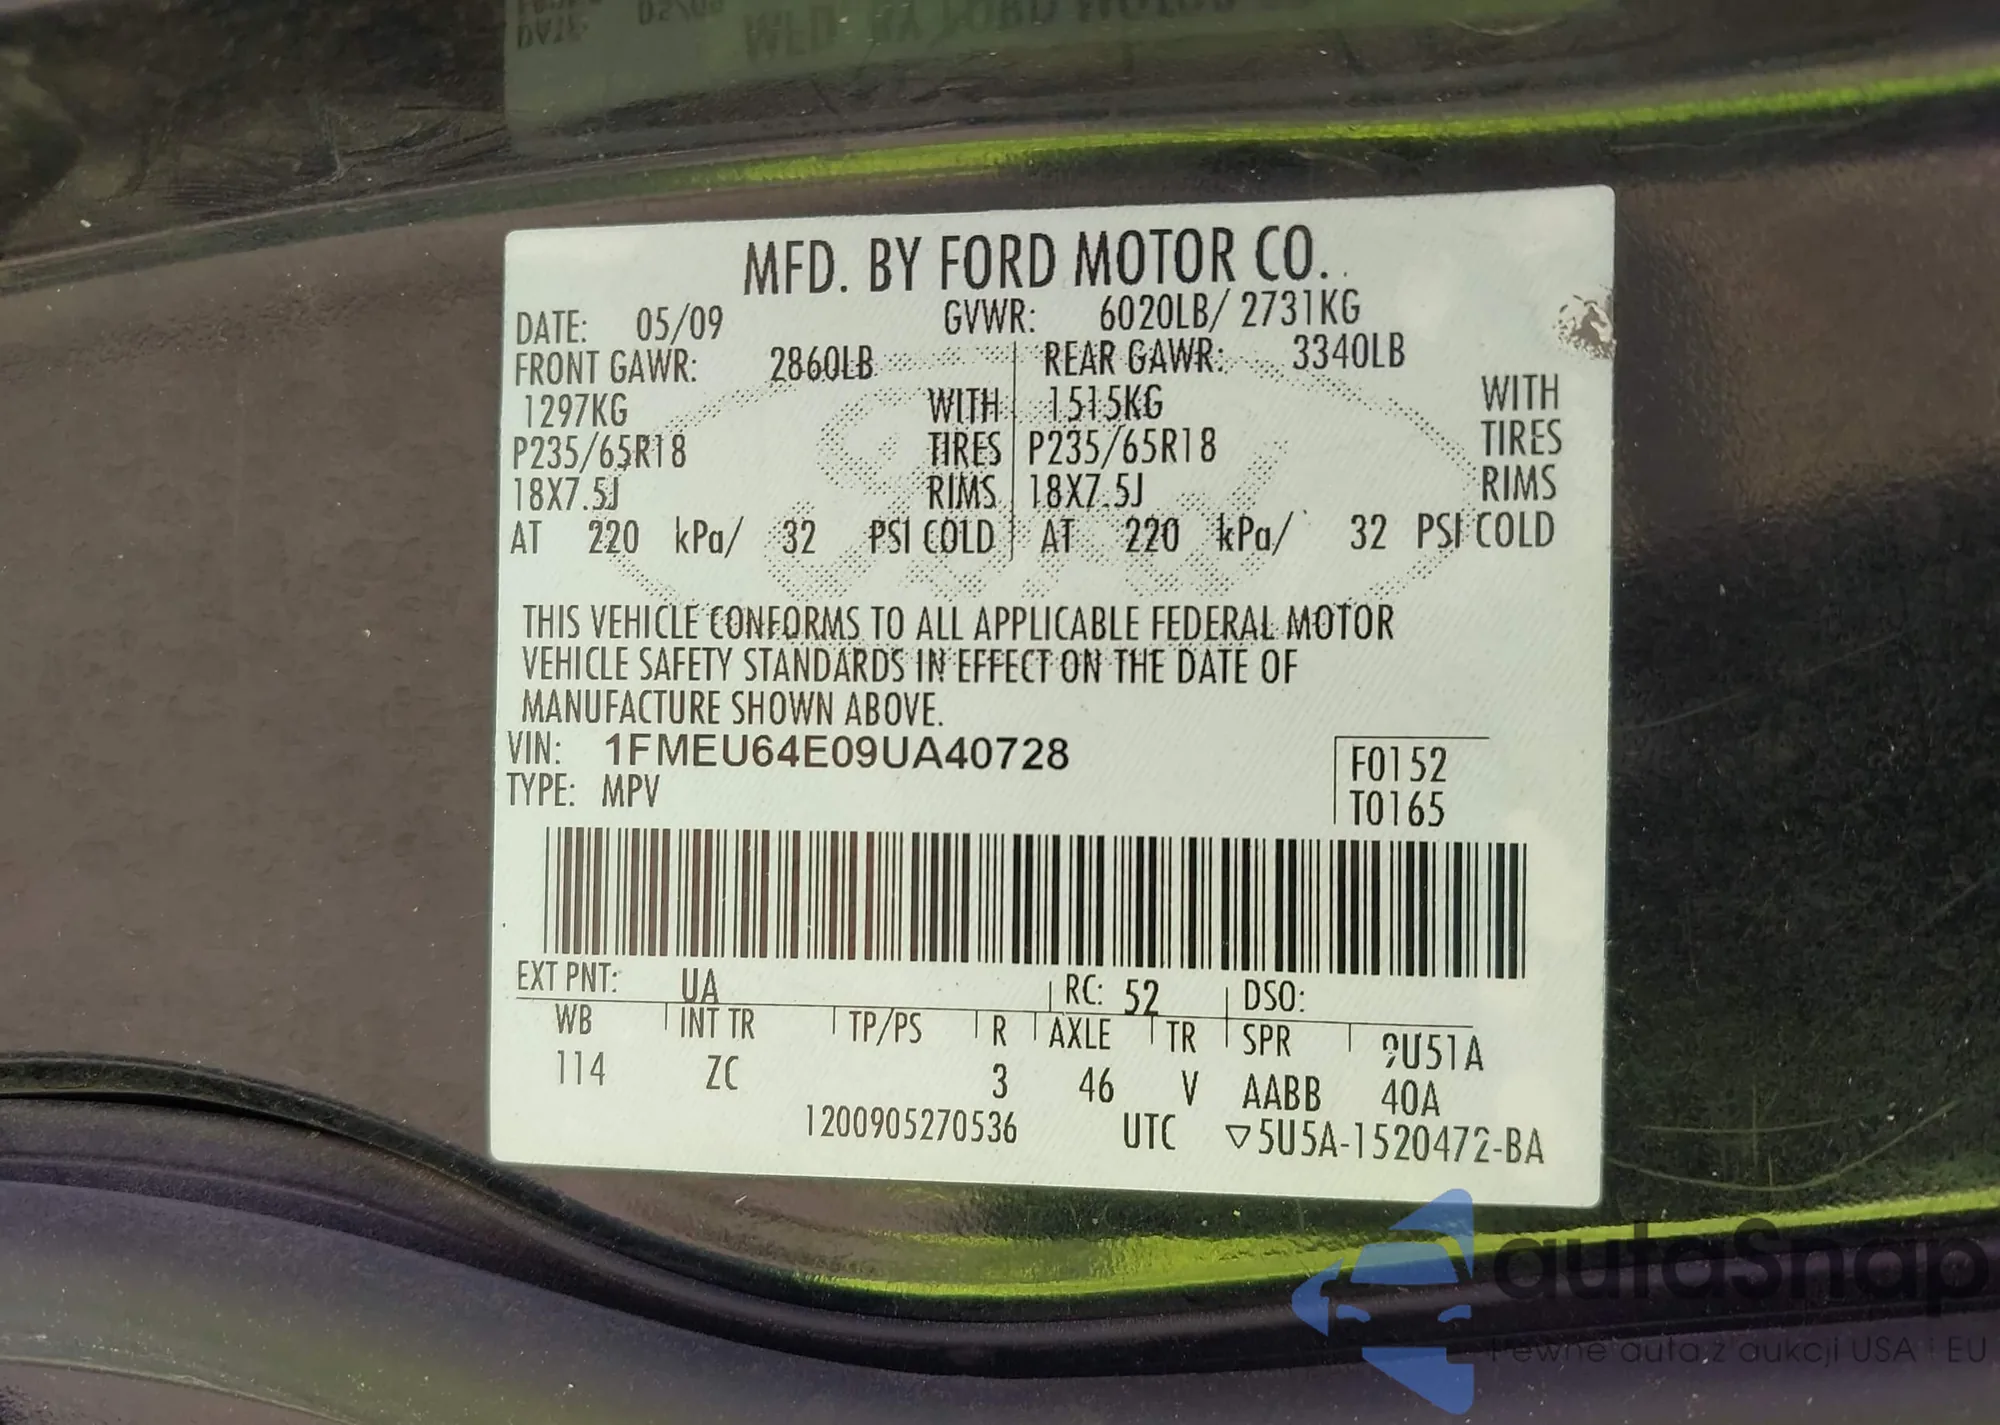 MFD. BY FORD MOTOR CO.
DATE: 05/09 GVWR: 6020LB/ 2731KG
FRONT GAWR: 2860LB REAR GAWR: 3340LB
1297KG WITH 1515KG WITH
P235/65R18 TIRES P235/65R18 TIRES
18X7.5J RIMS 18X7.5J RIMS
AT 220 kPa/ 32 PSI COLD AT 220 kPa/ 32 PSI COLD
THIS VEHICLE CONFORMS TO ALL APPLICABLE FEDERAL MOTOR
VEHICLE SAFETY STANDARDS IN EFFECT ON THE DATE OF
MANUFACTURE SHOWN ABOVE.
VIN: 1FMEU64E09UA40728 F0152
TYPE: MPV T0165
EXT PNT: UA RC: 52 DSO:
WB INT TR TP/PS R AXLE TR SPR 9U51A
114 ZC 3 46 V AABB 40A
1200905270536 UTC ▽5U5A-1520472-BA
autaSnap
Pewne auta z aukcji USA i EU